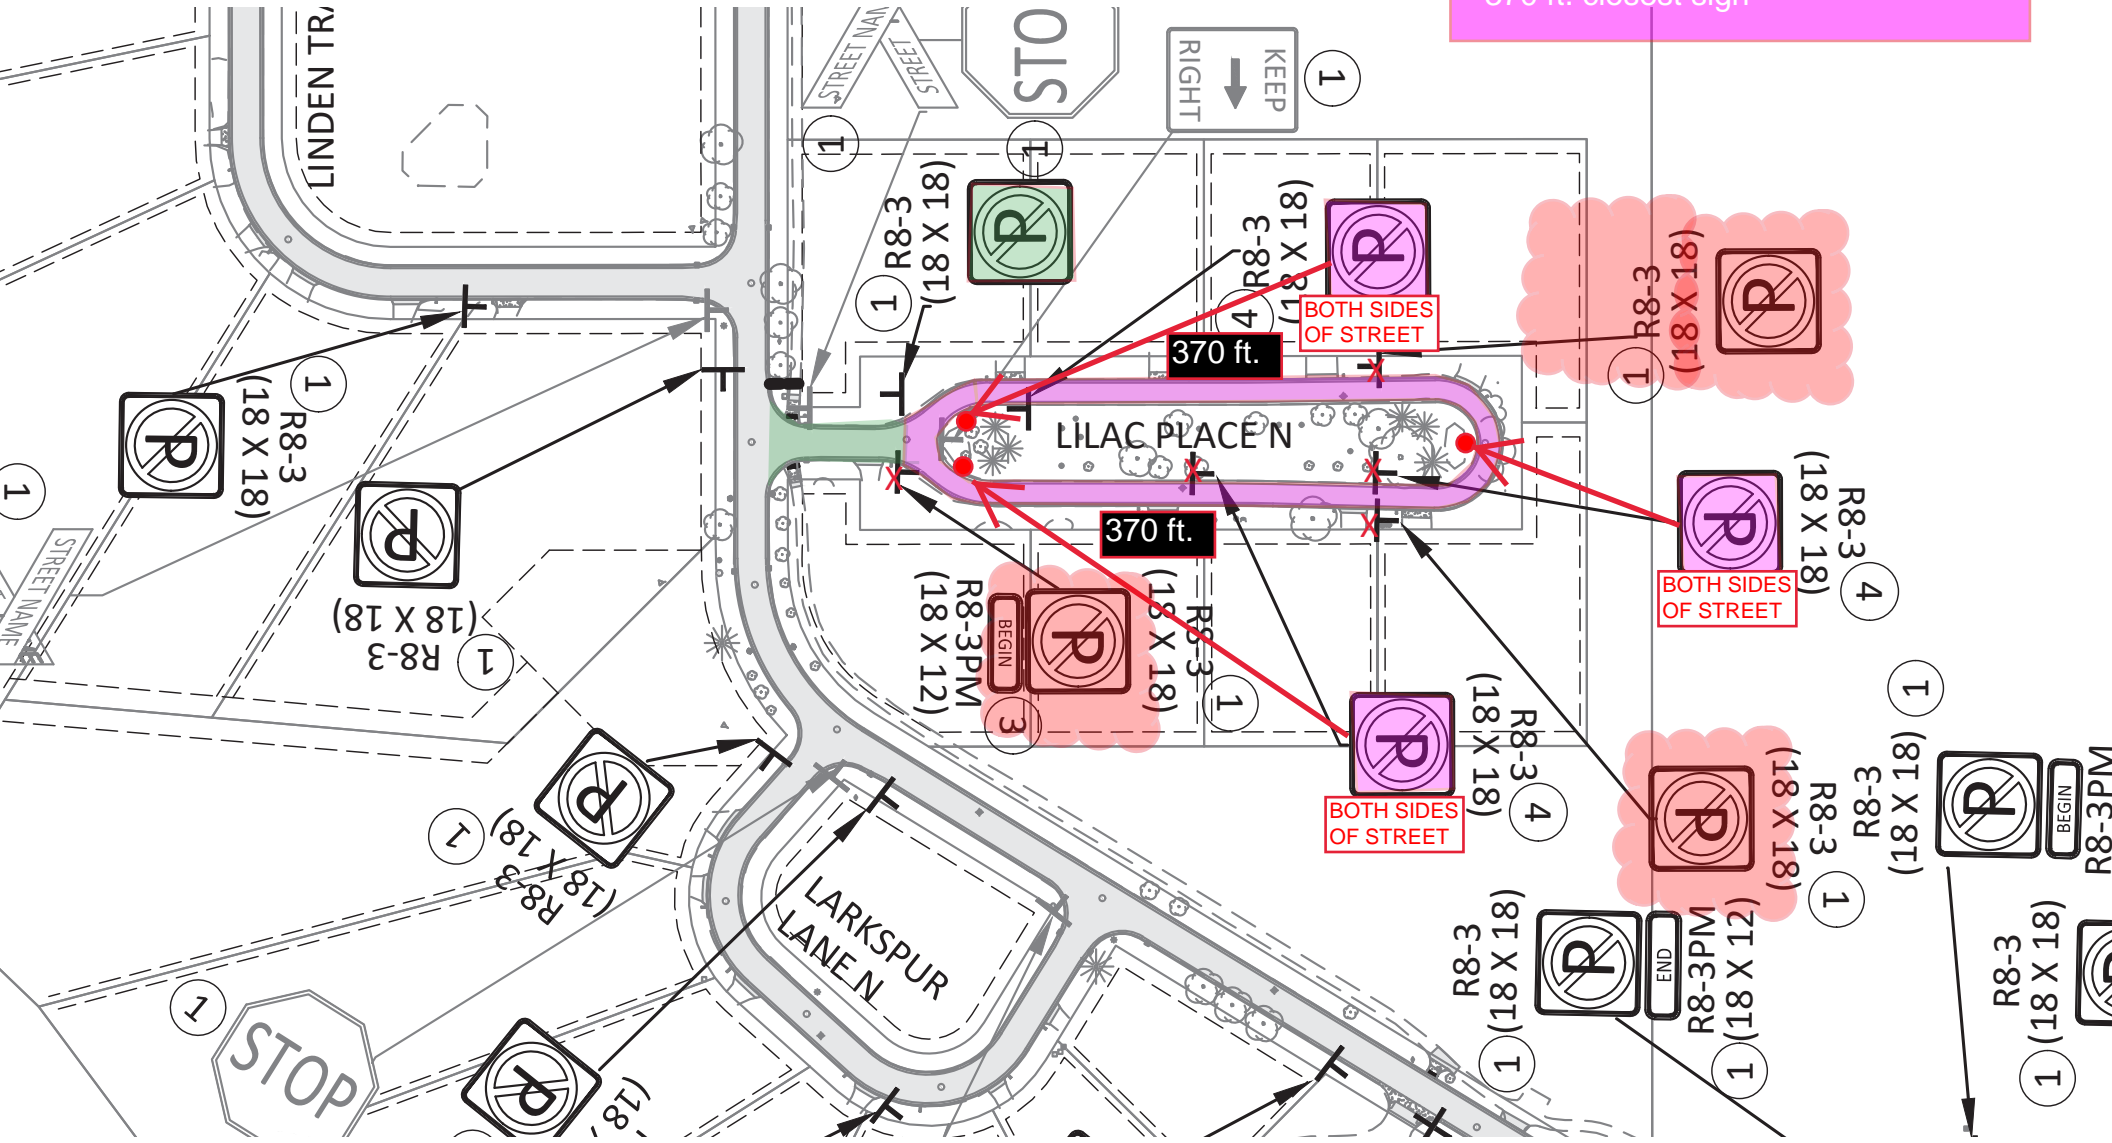 370 ft. closest sign
LINDEN TRA
STREET NAM
STREET
STO
KEEP
RIGHT
1
1
1
R8-3
(18 X 18)
1
P
R8-3
(18 X 18)
4
P
BOTH SIDES
OF STREET
R8-3
(18 X 18)
1
P
370 ft.
LILAC PLACE N
370 ft.
X
X
X
X
X
1
R8-3
(18 X 18)
P
1
P
R8-3
(18 X 18)
1
STREET NAME
R8-3PM
(18 X 12)
BEGIN
3
P
R8-3
(18 X 18)
1
P
R8-3
(18 X 18)
4
BOTH SIDES
OF STREET
P
R8-3
(18 X 18)
4
BOTH SIDES
OF STREET
P
R8-3
(18 X 18)
1
1
R8-3
(18 X 18)
P
BEGIN
R8-3PM
P
R8-3
(18 X 18)
1
LARKSPUR
LANE N
R8-3
(18 X 18)
1
P
END
R8-3PM
(18 X 12)
1
R8-3
(18 X 18)
1
P
1
STOP
P
(18